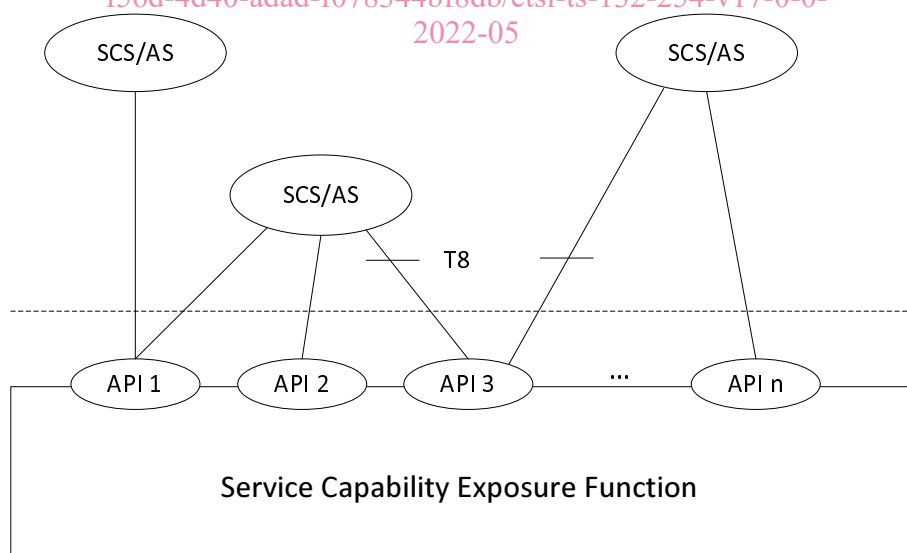 2022-05
SCS/AS
SCS/AS
SCS/AS
T8
API 1
API 2
API 3
...
API n
Service Capability Exposure Function